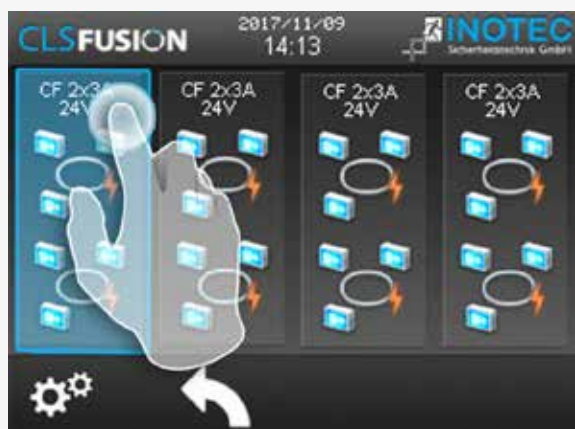 CLSFUSION
2017/11/09
14:13
INOTEC
Sicherheitstechnik GmbH
CF 2x3A
24V
CF 2x3A
24V
CF 2x3A
24V
CF 2x3A
24V